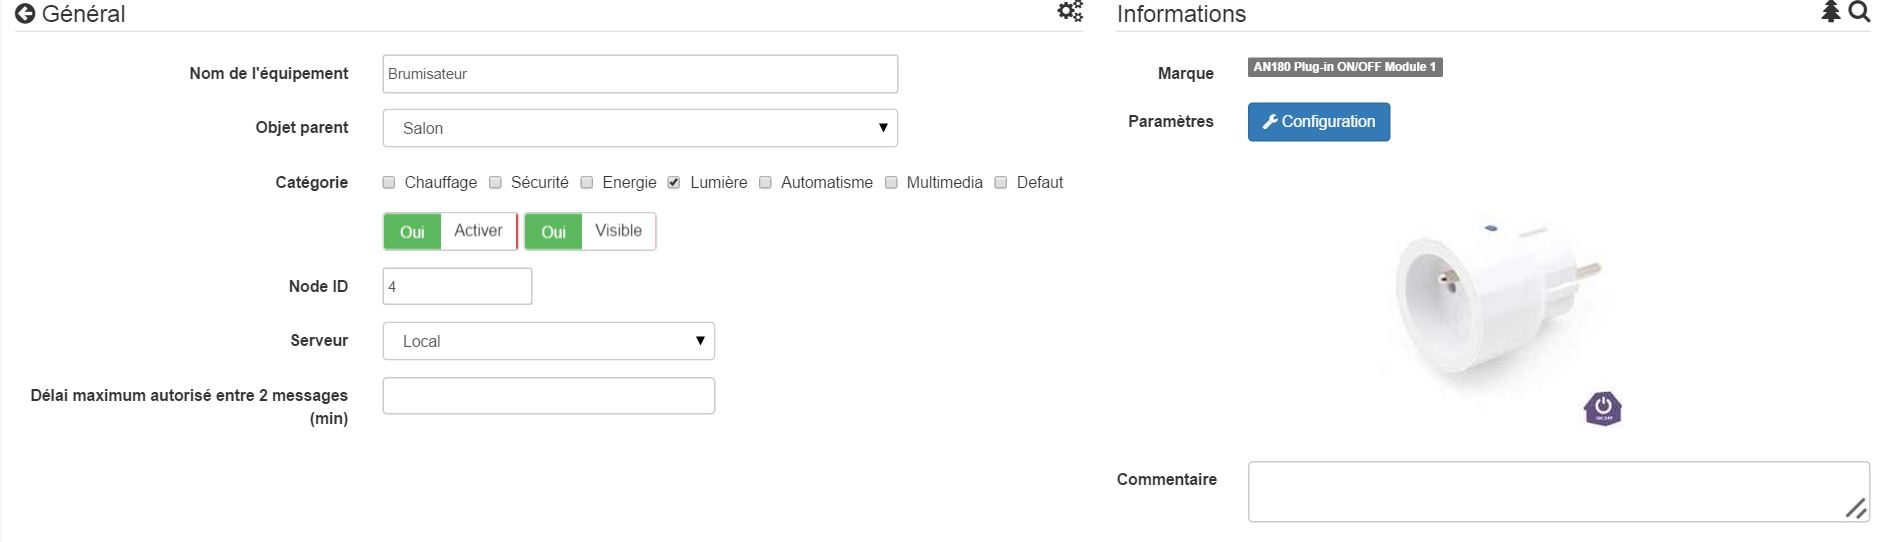 Général
Nom de l'équipement
Brumisateur
Objet parent
Salon
Catégorie
Chauffage Sécurité Energie Lumière Automatisme Multimedia Defaut
Oui Activer Oui Visible
Node ID
4
Serveur
Local
Délai maximum autorisé entre 2 messages
(min)
Informations
Marque
AN180 Plug-in ON/OFF Module 1
Paramètres
Configuration
Commentaire